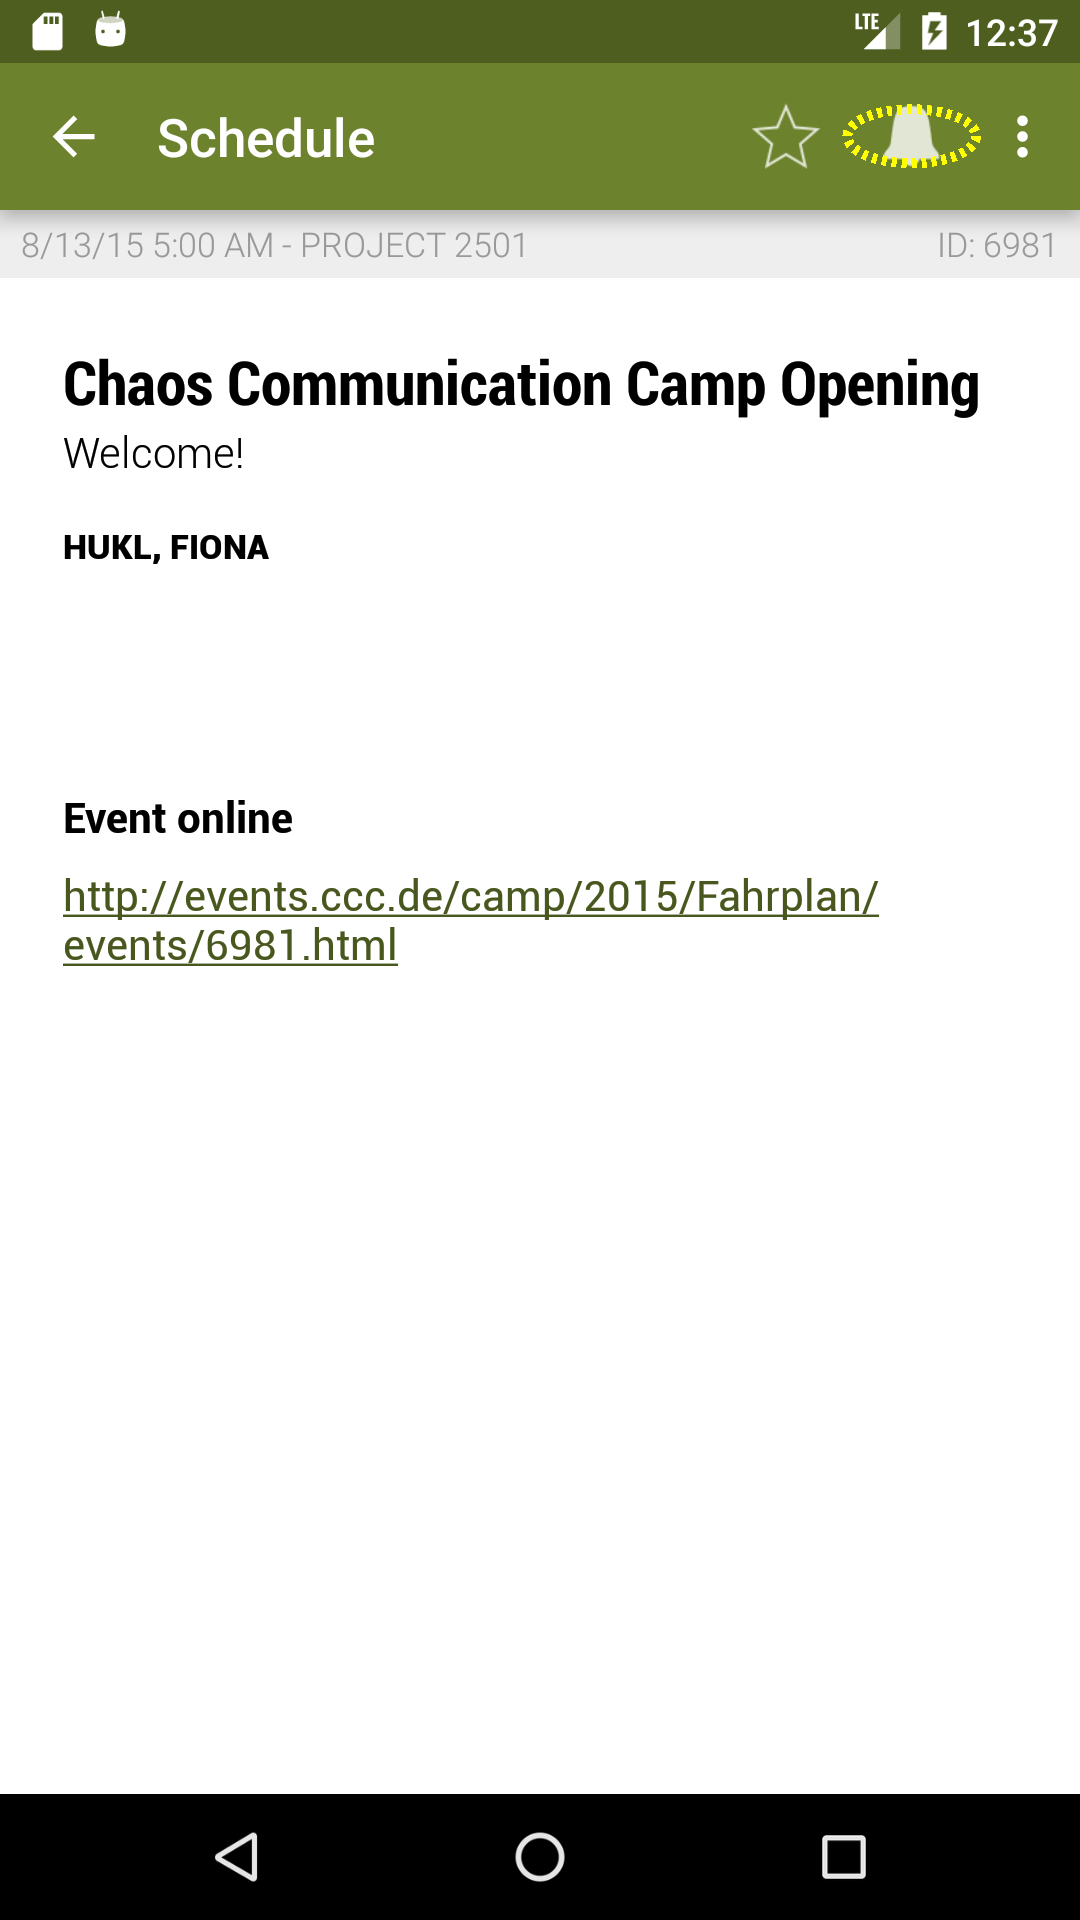 LTE 12:37
Schedule
8/13/15 5:00 AM - PROJECT 2501 ID: 6981
Chaos Communication Camp Opening
Welcome!
HUKL, FIONA
Event online
http://events.ccc.de/camp/2015/Fahrplan/
events/6981.html